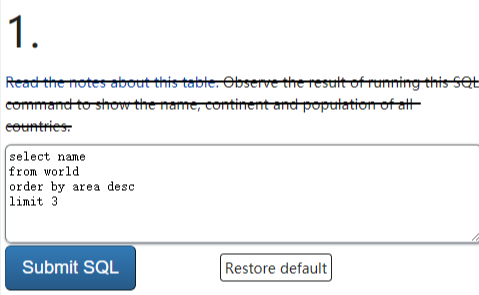 1.
Read the notes about this table. Observe the result of running this SQL
command to show the name, continent and population of all
countries.
select name
from world
order by area desc
limit 3
Submit SQL
Restore default